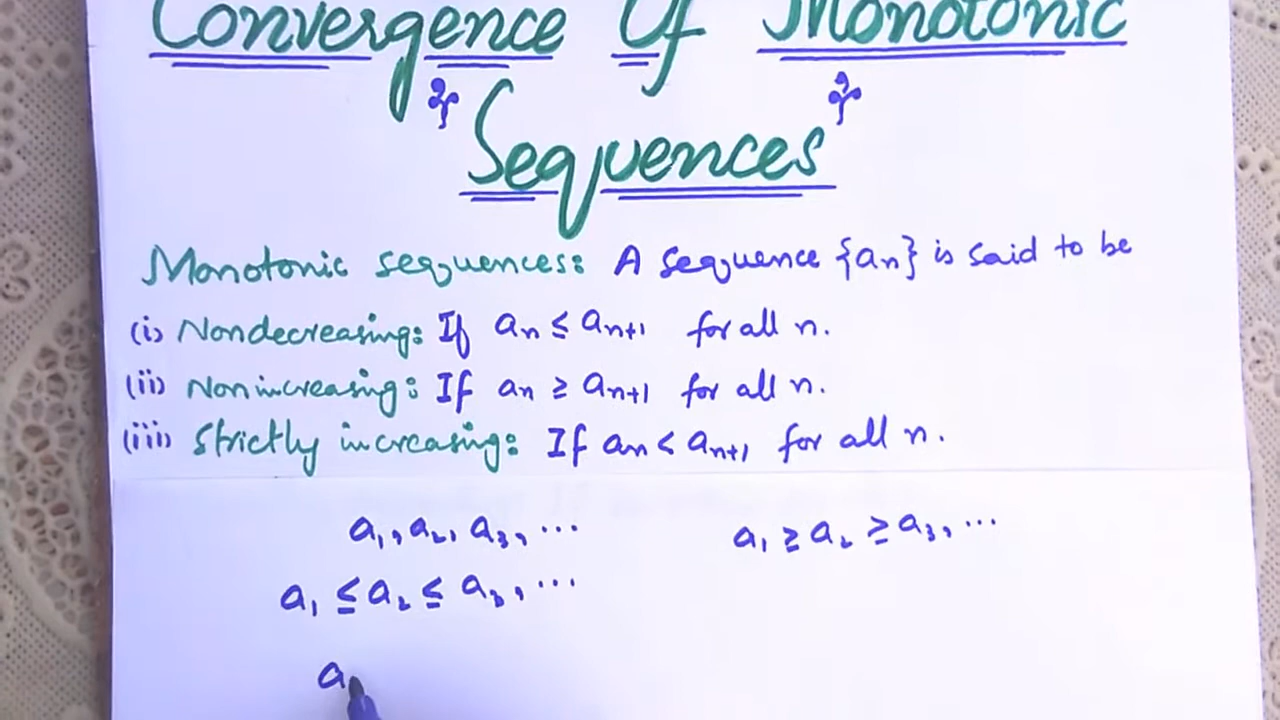 Convergence Of Monotonic
Sequences
Monotonic sequences: A sequence {aₙ} is said to be
(i) Nondecreasing: If aₙ ≤ aₙ₊₁ for all n.
(ii) Nonincreasing: If aₙ ≥ aₙ₊₁ for all n.
(iii) Strictly increasing: If aₙ < aₙ₊₁ for all n.
a₁, a₂, a₃, ...
a₁ ≥ a₂ ≥ a₃, ...
a₁ ≤ a₂ ≤ a₃, ...
a